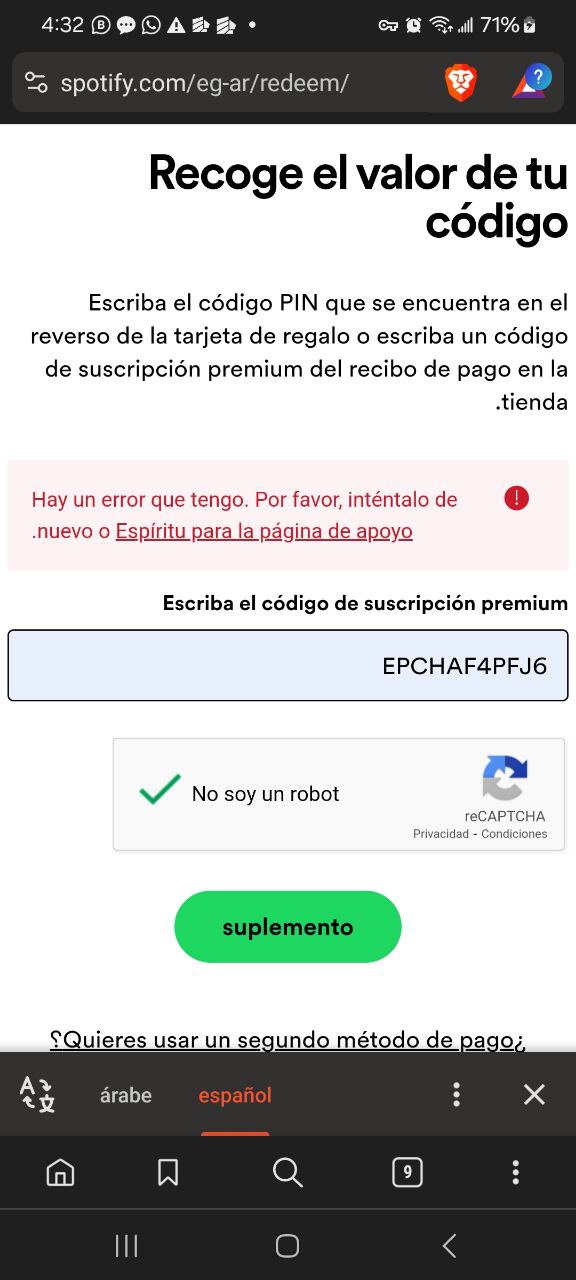 4:32
71%
spotify.com/eg-ar/redeem/
Recoge el valor de tu
código
Escriba el código PIN que se encuentra en el
reverso de la tarjeta de regalo o escriba un código
de suscripción premium del recibo de pago en la
.tienda
Hay un error que tengo. Por favor, inténtalo de
.nuevo o Espíritu para la página de apoyo
Escriba el código de suscripción premium
EPCHAF4PFJ6
No soy un robot
reCAPTCHA
Privacidad - Condiciones
suplemento
؟Quieres usar un segundo método de pago¿
árabe español
9